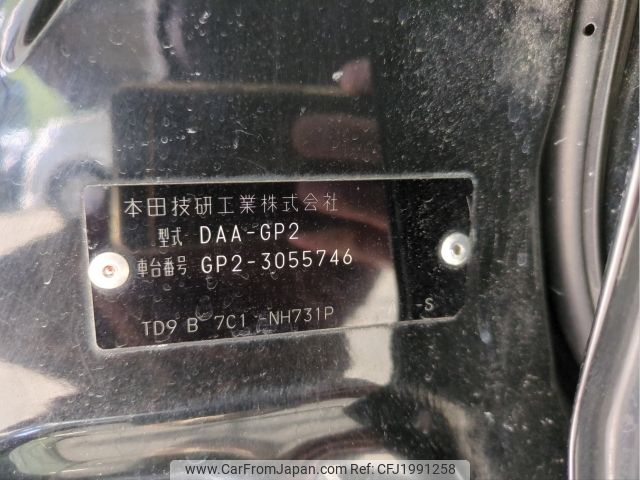 本田技研工業株式会社
型式 DAA-GP2
車台番号 GP2-3055746
TD9 B 7C1 -NH731P -S
www.CarFromJapan.com | Ref: CFJ1991258